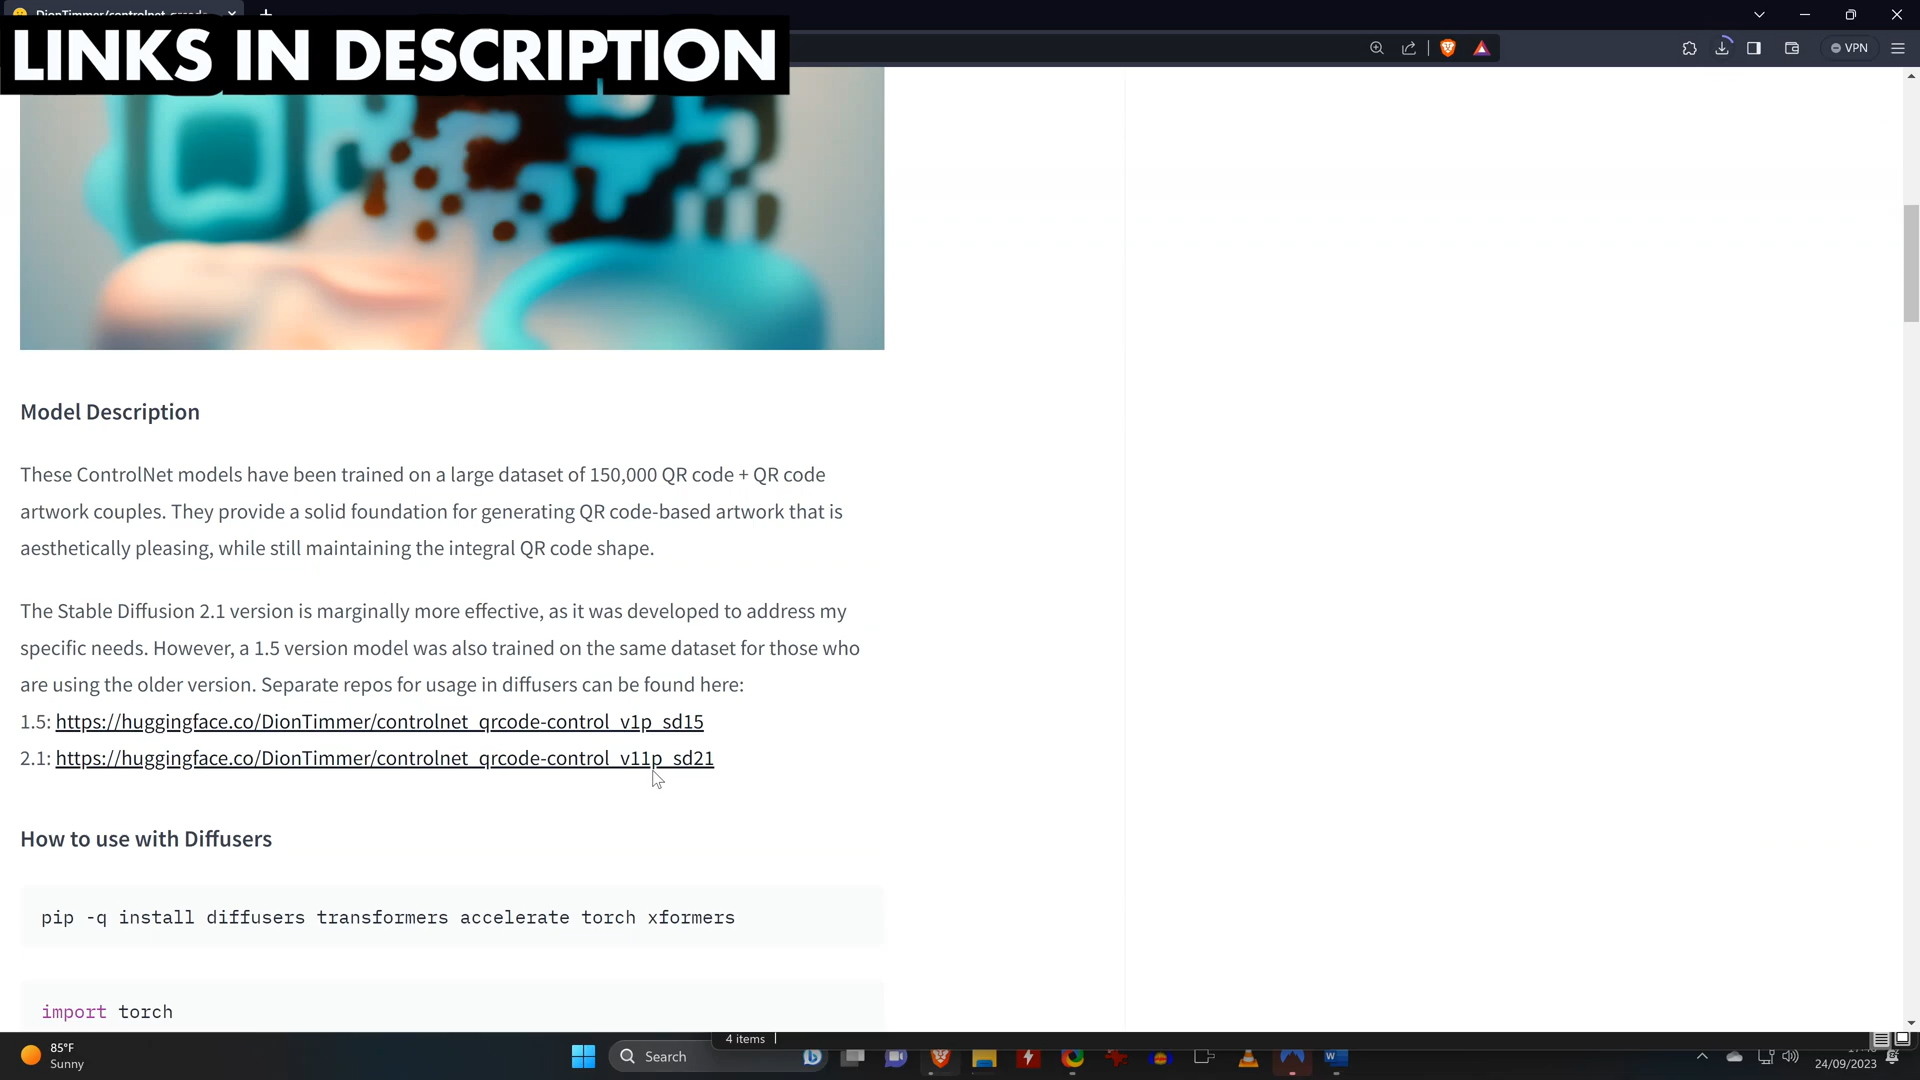 DionTimmer/controlnet_qrcode-
LINKS IN DESCRIPTION
VPN
Model Description
These ControlNet models have been trained on a large dataset of 150,000 QR code + QR code
artwork couples. They provide a solid foundation for generating QR code-based artwork that is
aesthetically pleasing, while still maintaining the integral QR code shape.
The Stable Diffusion 2.1 version is marginally more effective, as it was developed to address my
specific needs. However, a 1.5 version model was also trained on the same dataset for those who
are using the older version. Separate repos for usage in diffusers can be found here:
1.5: https://huggingface.co/DionTimmer/controlnet_qrcode-control_v1p_sd15
2.1: https://huggingface.co/DionTimmer/controlnet_qrcode-control_v11p_sd21
How to use with Diffusers
pip -q install diffusers transformers accelerate torch xformers
import torch
4 items
85°F
Sunny
Search
24/09/2023